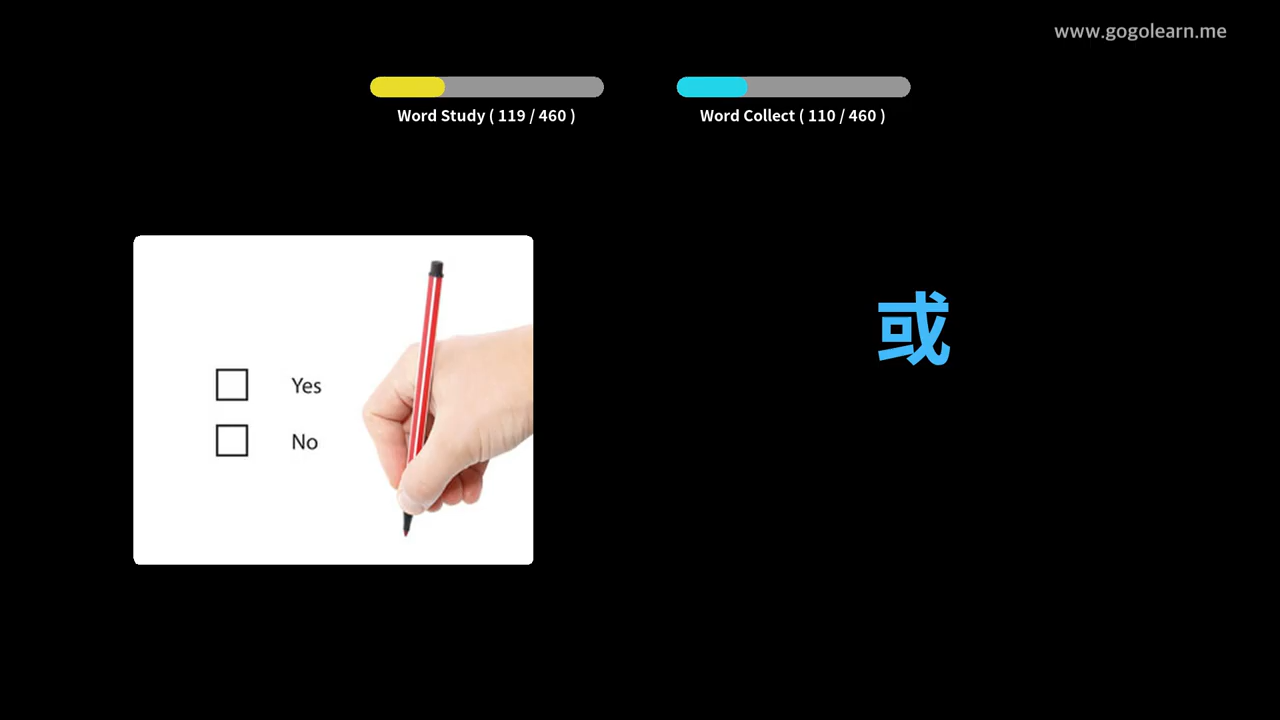 www.gogolearn.me
Word Study ( 119 / 460 )
Word Collect ( 110 / 460 )
Yes
No
或